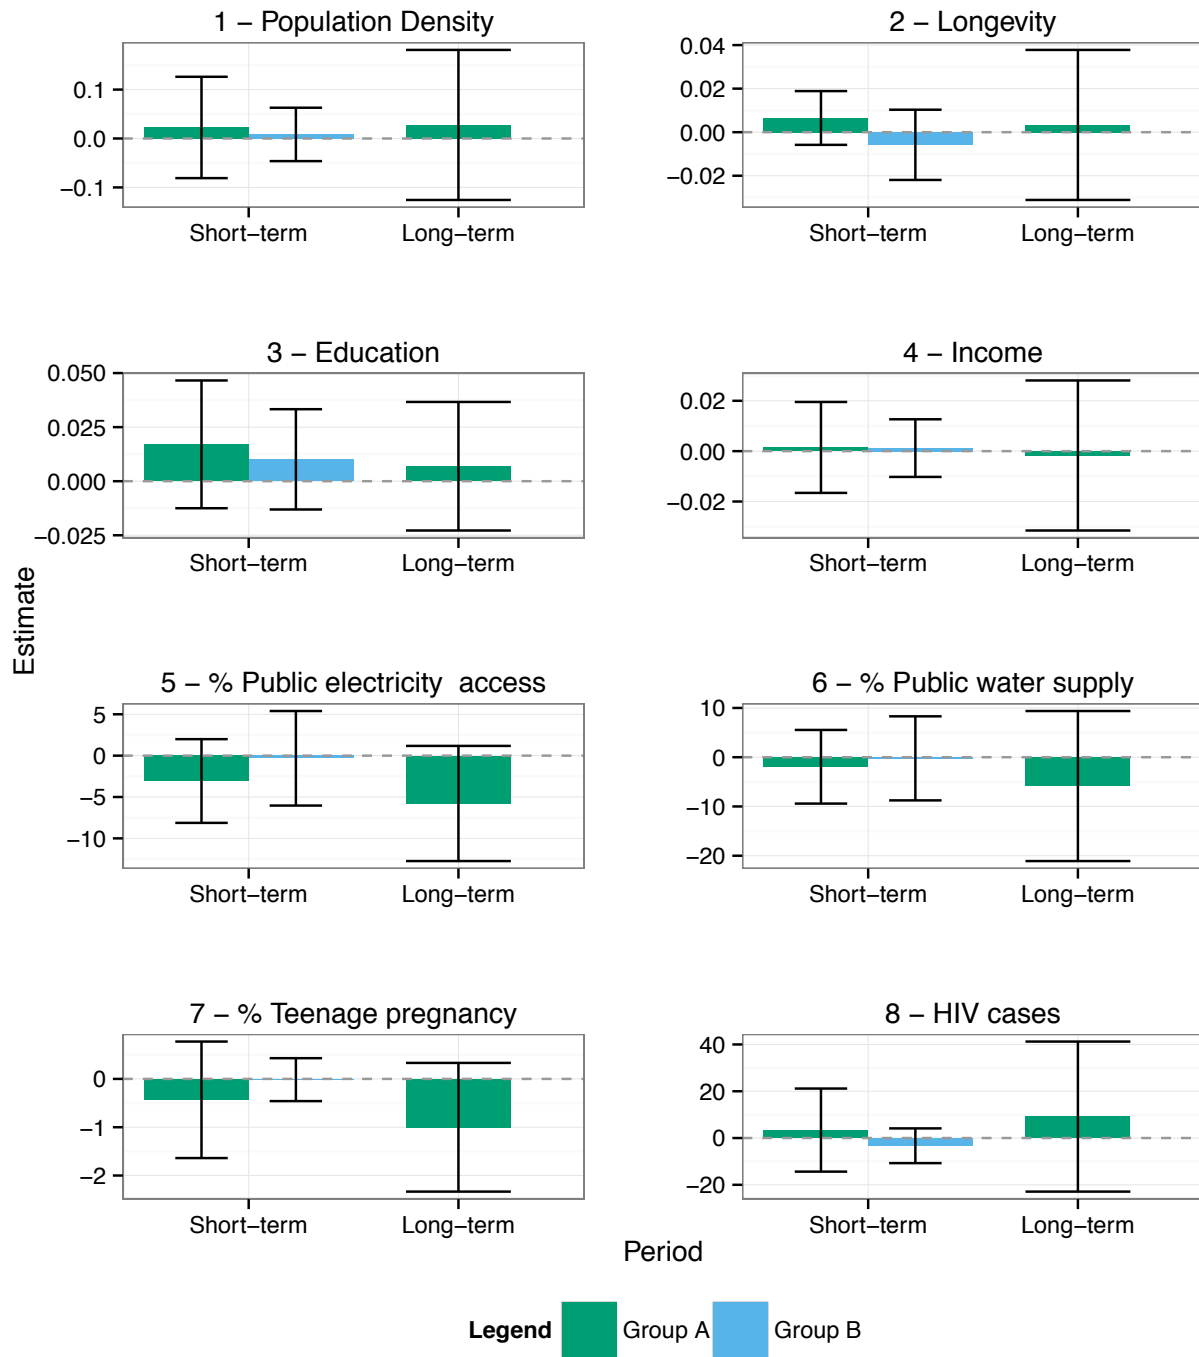 1 – Population Density
0.1
0.0
−0.1
Short−term Long−term
2 – Longevity
0.04
0.02
0.00
−0.02
Short−term Long−term
3 – Education
0.050
0.025
0.000
−0.025
Short−term Long−term
4 – Income
0.02
0.00
−0.02
Short−term Long−term
Estimate
5 – % Public electricity access
5
0
−5
−10
Short−term Long−term
6 – % Public water supply
10
0
−10
−20
Short−term Long−term
7 – % Teenage pregnancy
0
−1
−2
Short−term Long−term
8 – HIV cases
40
20
0
−20
Short−term Long−term
Period
Legend Group A Group B